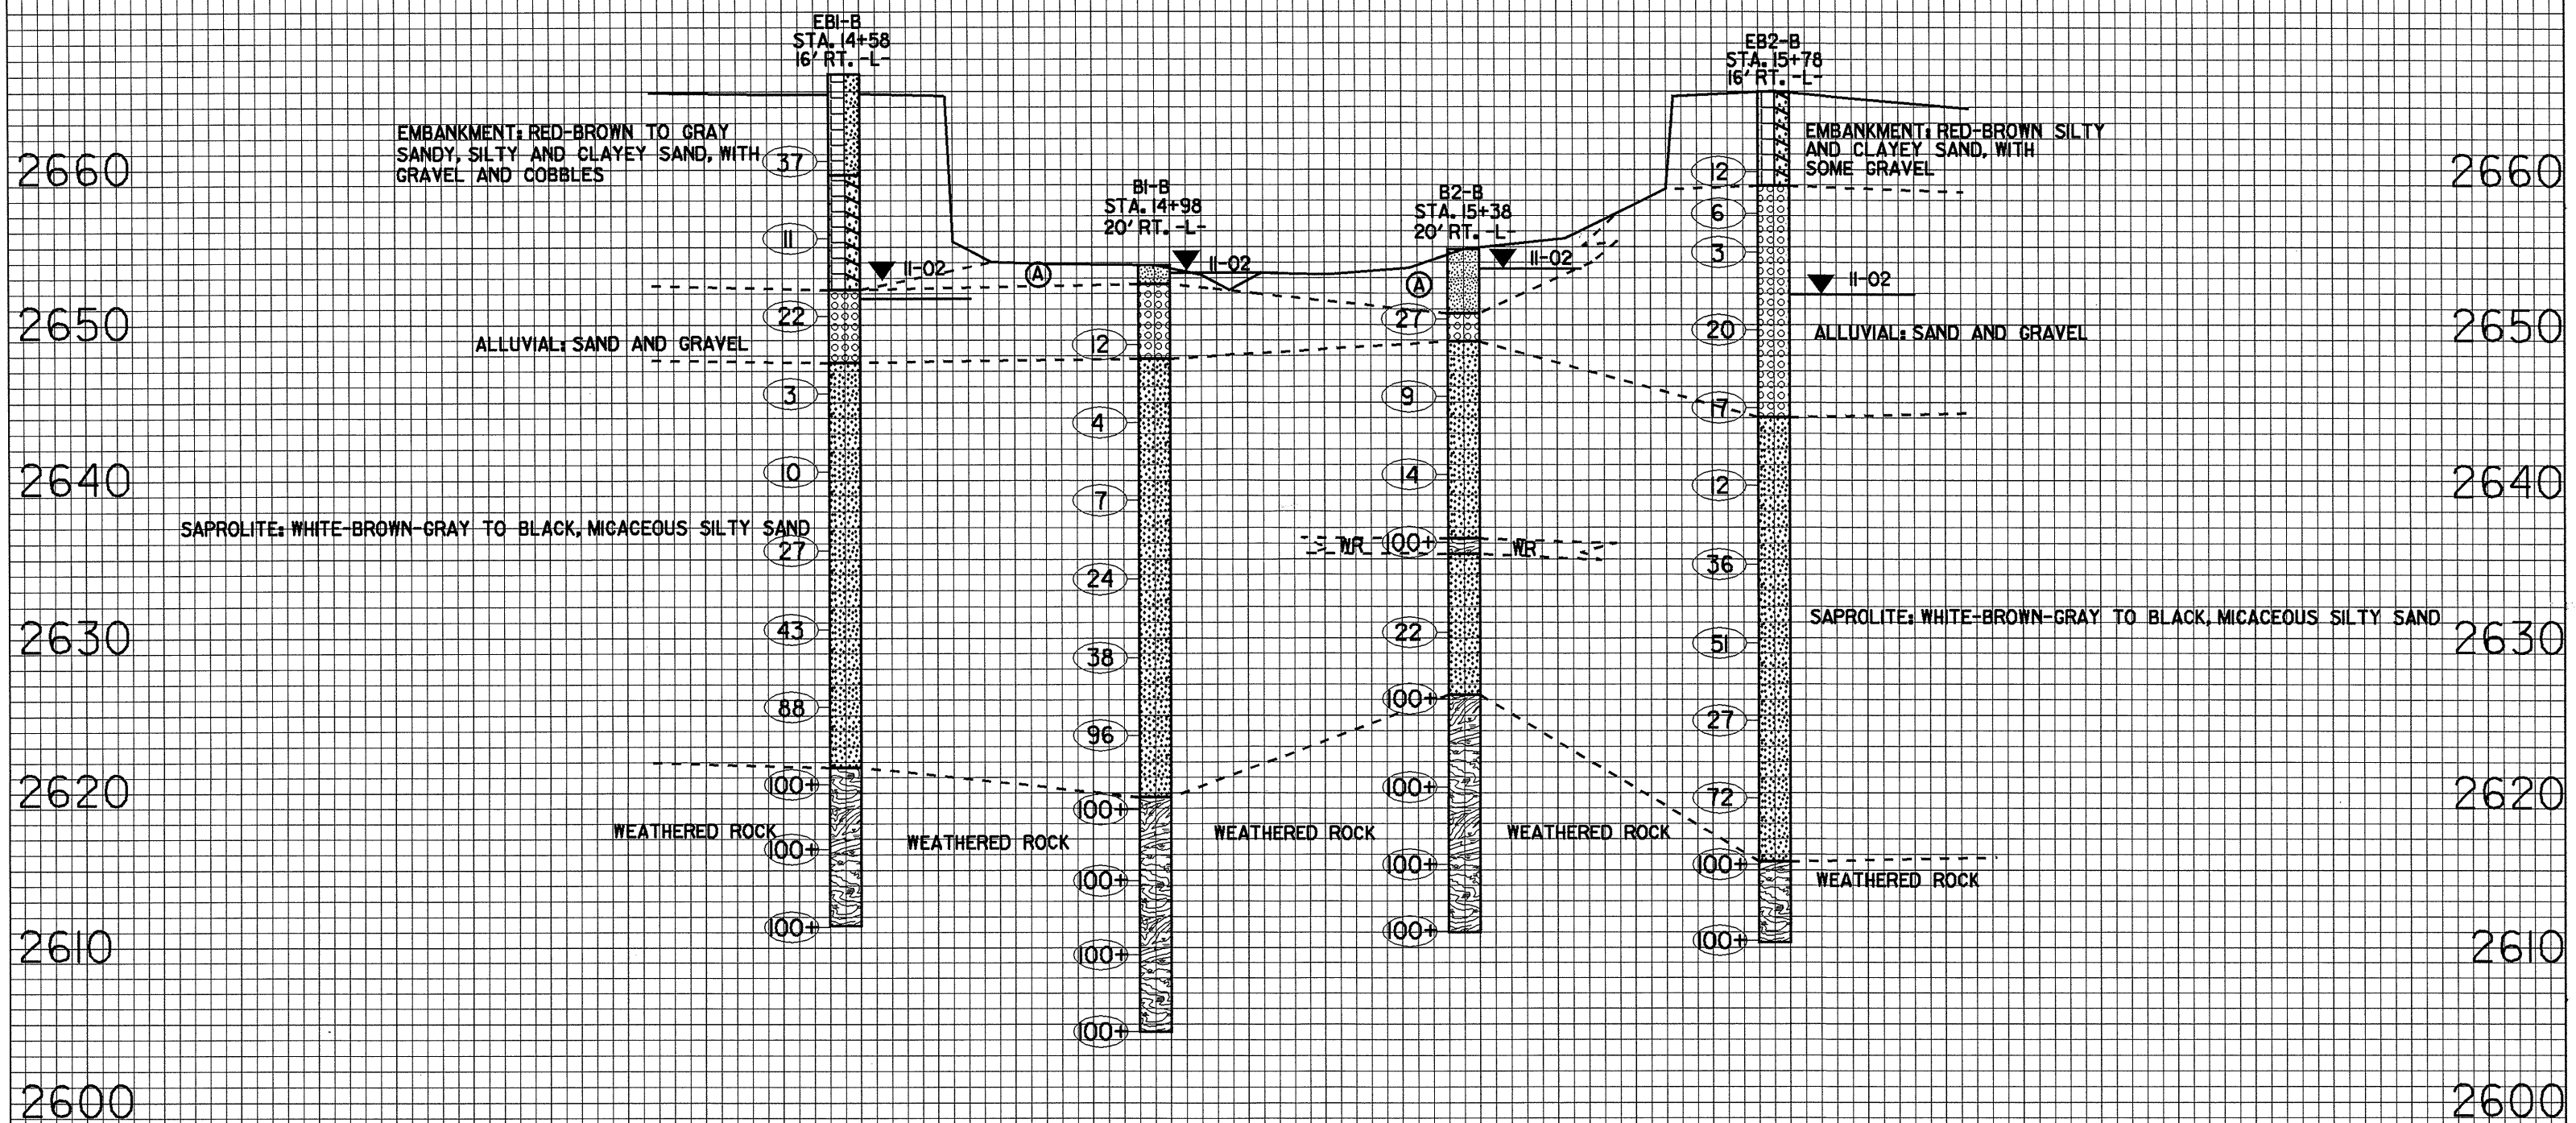 EB1-B
STA. 14+58
16' RT. -L-
EB2-B
STA. 15+78
16' RT. -L-
EMBANKMENT: RED-BROWN TO GRAY
SANDY, SILTY AND CLAYEY SAND, WITH
GRAVEL AND COBBLES
EMBANKMENT: RED-BROWN SILTY
AND CLAYEY SAND, WITH
SOME GRAVEL
2660
37
12
2660
B1-B
STA. 14+98
20' RT. -L-
B2-B
STA. 15+38
20' RT. -L-
6
11
3
11-02
A
11-02
A
11-02
11-02
2650
22
27
20
2650
ALLUVIAL: SAND AND GRAVEL
12
ALLUVIAL: SAND AND GRAVEL
3
4
9
17
2640
10
7
14
12
2640
SAPROLITE: WHITE-BROWN-GRAY TO BLACK, MICACEOUS SILTY SAND
27
24
WR
100+
WR
36
2630
43
38
22
51
SAPROLITE: WHITE-BROWN-GRAY TO BLACK, MICACEOUS SILTY SAND
2630
88
96
100+
27
2620
100+
100+
100+
72
2620
WEATHERED ROCK
WEATHERED ROCK
WEATHERED ROCK
WEATHERED ROCK
100+
100+
100+
100+
WEATHERED ROCK
2610
100+
100+
100+
100+
2610
100+
2600
2600